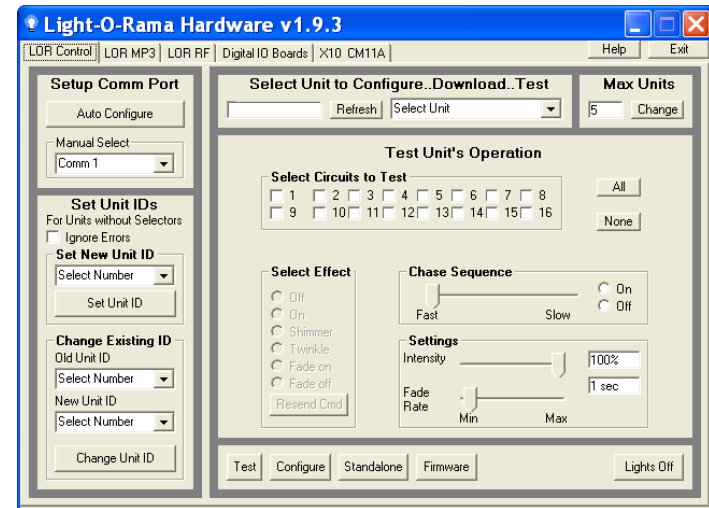 Light-O-Rama Hardware v1.9.3
LOR Control LOR MP3 LOR RF Digital IO Boards X10 CM11A Help Exit
Setup Comm Port
Auto Configure
Manual Select
Comm 1
Set Unit IDs
For Units without Selectors
Ignore Errors
Set New Unit ID
Select Number
Set Unit ID
Change Existing ID
Old Unit ID
Select Number
New Unit ID
Select Number
Change Unit ID
Select Unit to Configure..Download..Test
Refresh Select Unit
Max Units
5 Change
Test Unit's Operation
Select Circuits to Test
1 2 3 4 5 6 7 8
9 10 11 12 13 14 15 16
All
None
Select Effect
Off
On
Shimmer
Twinkle
Fade on
Fade off
Resend Cmd
Chase Sequence
Fast Slow
On
Off
Settings
Intensity 100%
Fade Rate 1 sec
Min Max
Test Configure Standalone Firmware Lights Off